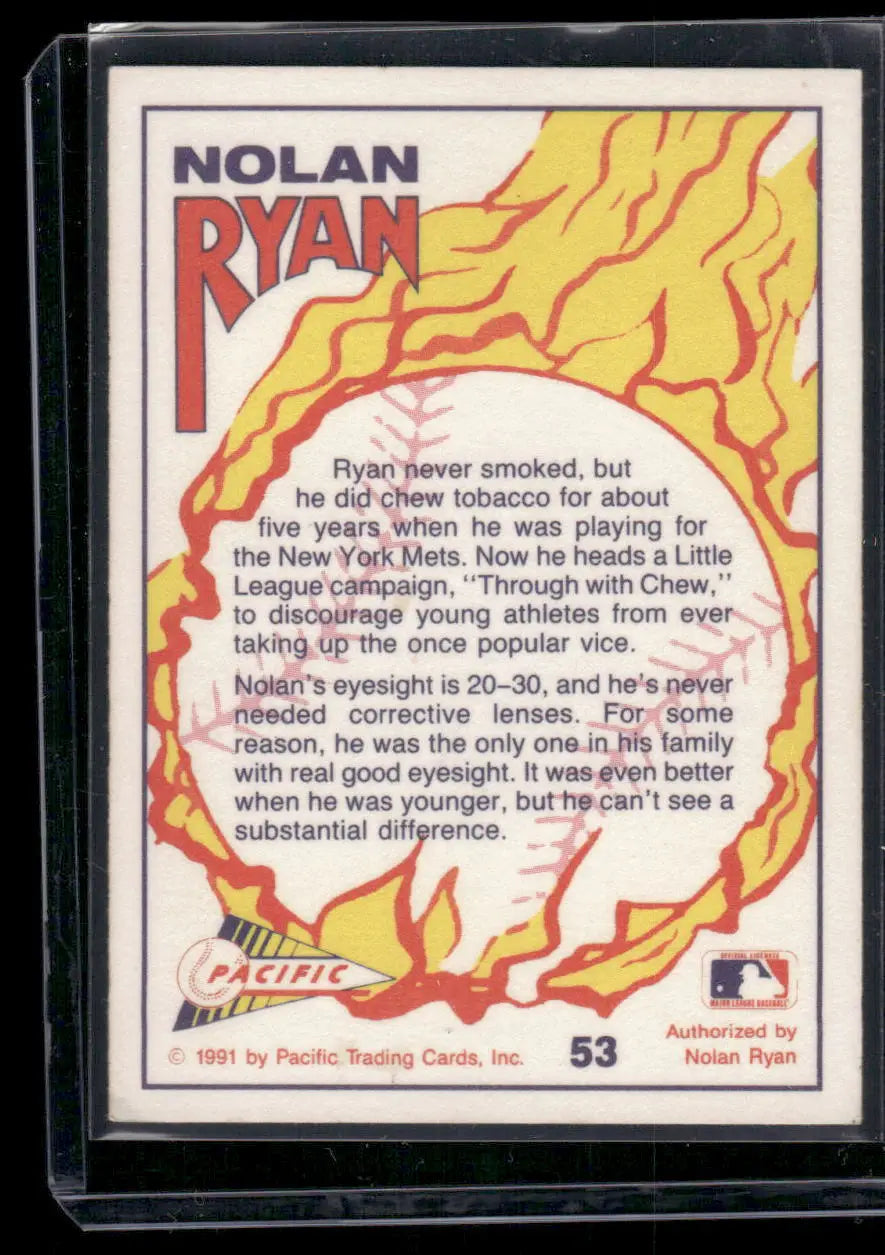 NOLAN
RYAN
Ryan never smoked, but
he did chew tobacco for about
five years when he was playing for
the New York Mets. Now he heads a Little
League campaign, "Through with Chew,"
to discourage young athletes from ever
taking up the once popular vice.
Nolan's eyesight is 20–30, and he's never
needed corrective lenses. For some
reason, he was the only one in his family
with real good eyesight. It was even better
when he was younger, but he can't see a
substantial difference.
PACIFIC
OFFICIAL LICENSEE
MAJOR LEAGUE BASEBALL
© 1991 by Pacific Trading Cards, Inc.
53
Authorized by
Nolan Ryan